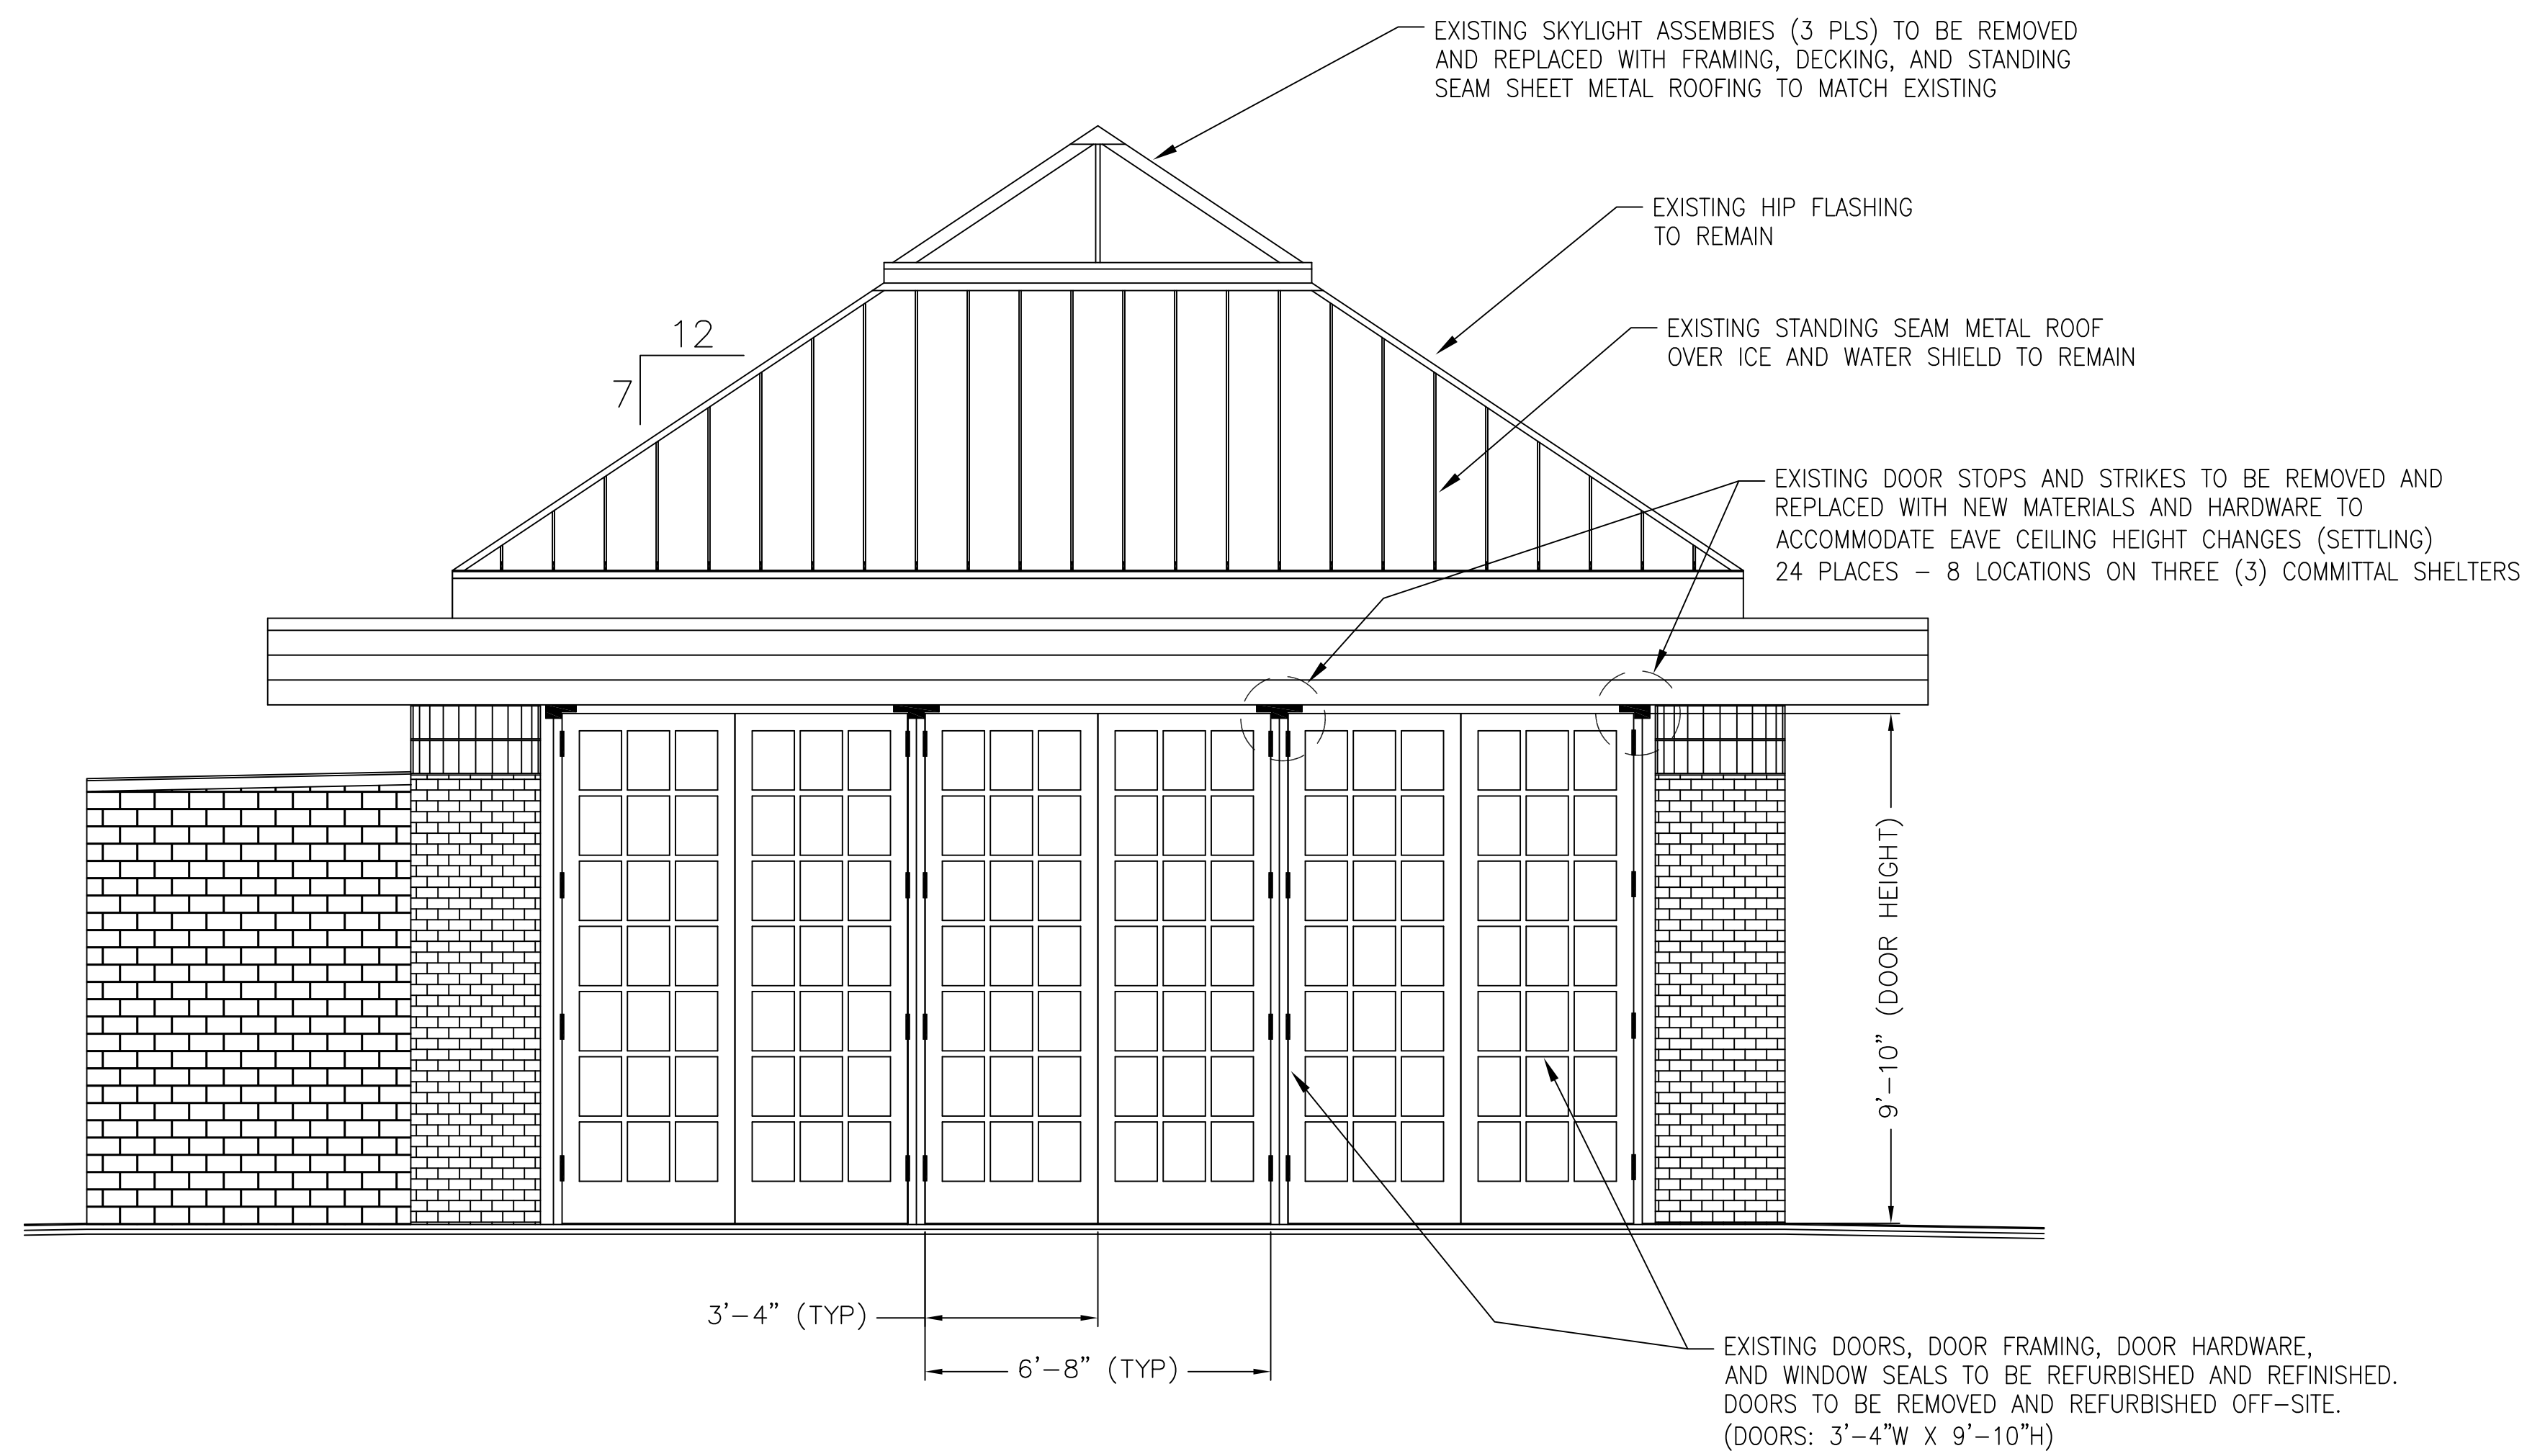 EXISTING SKYLIGHT ASSEMBIES (3 PLS) TO BE REMOVED
AND REPLACED WITH FRAMING, DECKING, AND STANDING
SEAM SHEET METAL ROOFING TO MATCH EXISTING
EXISTING HIP FLASHING
TO REMAIN
12
7
EXISTING STANDING SEAM METAL ROOF
OVER ICE AND WATER SHIELD TO REMAIN
EXISTING DOOR STOPS AND STRIKES TO BE REMOVED AND
REPLACED WITH NEW MATERIALS AND HARDWARE TO
ACCOMMODATE EAVE CEILING HEIGHT CHANGES (SETTLING)
24 PLACES – 8 LOCATIONS ON THREE (3) COMMITTAL SHELTERS
9'–10" (DOOR HEIGHT)
3'–4" (TYP)
6'–8" (TYP)
EXISTING DOORS, DOOR FRAMING, DOOR HARDWARE,
AND WINDOW SEALS TO BE REFURBISHED AND REFINISHED.
DOORS TO BE REMOVED AND REFURBISHED OFF–SITE.
(DOORS: 3'–4"W X 9'–10"H)